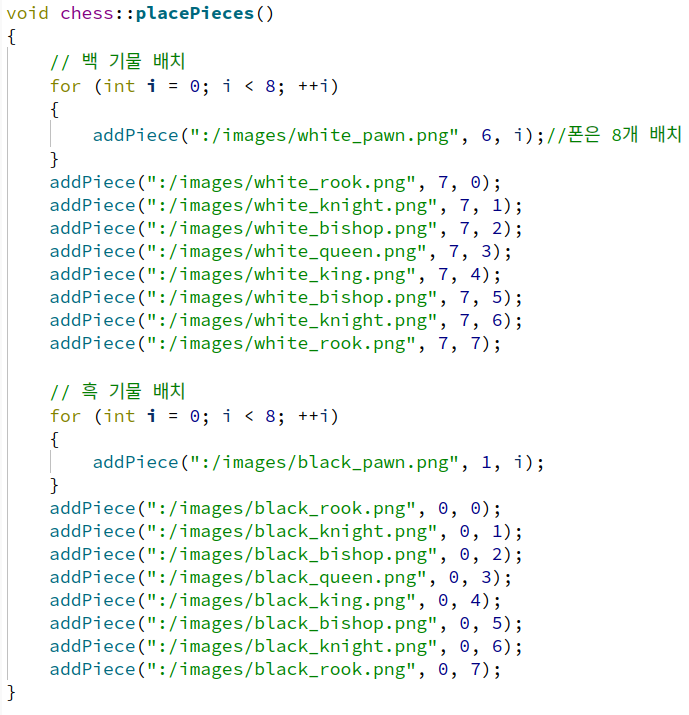 void chess::placePieces()
{
    // 백 기물 배치
    for (int i = 0; i < 8; ++i)
    {
        addPiece(":/images/white_pawn.png", 6, i);//폰은 8개 배치
    }
    addPiece(":/images/white_rook.png", 7, 0);
    addPiece(":/images/white_knight.png", 7, 1);
    addPiece(":/images/white_bishop.png", 7, 2);
    addPiece(":/images/white_queen.png", 7, 3);
    addPiece(":/images/white_king.png", 7, 4);
    addPiece(":/images/white_bishop.png", 7, 5);
    addPiece(":/images/white_knight.png", 7, 6);
    addPiece(":/images/white_rook.png", 7, 7);

    // 흑 기물 배치
    for (int i = 0; i < 8; ++i)
    {
        addPiece(":/images/black_pawn.png", 1, i);
    }
    addPiece(":/images/black_rook.png", 0, 0);
    addPiece(":/images/black_knight.png", 0, 1);
    addPiece(":/images/black_bishop.png", 0, 2);
    addPiece(":/images/black_queen.png", 0, 3);
    addPiece(":/images/black_king.png", 0, 4);
    addPiece(":/images/black_bishop.png", 0, 5);
    addPiece(":/images/black_knight.png", 0, 6);
    addPiece(":/images/black_rook.png", 0, 7);
}